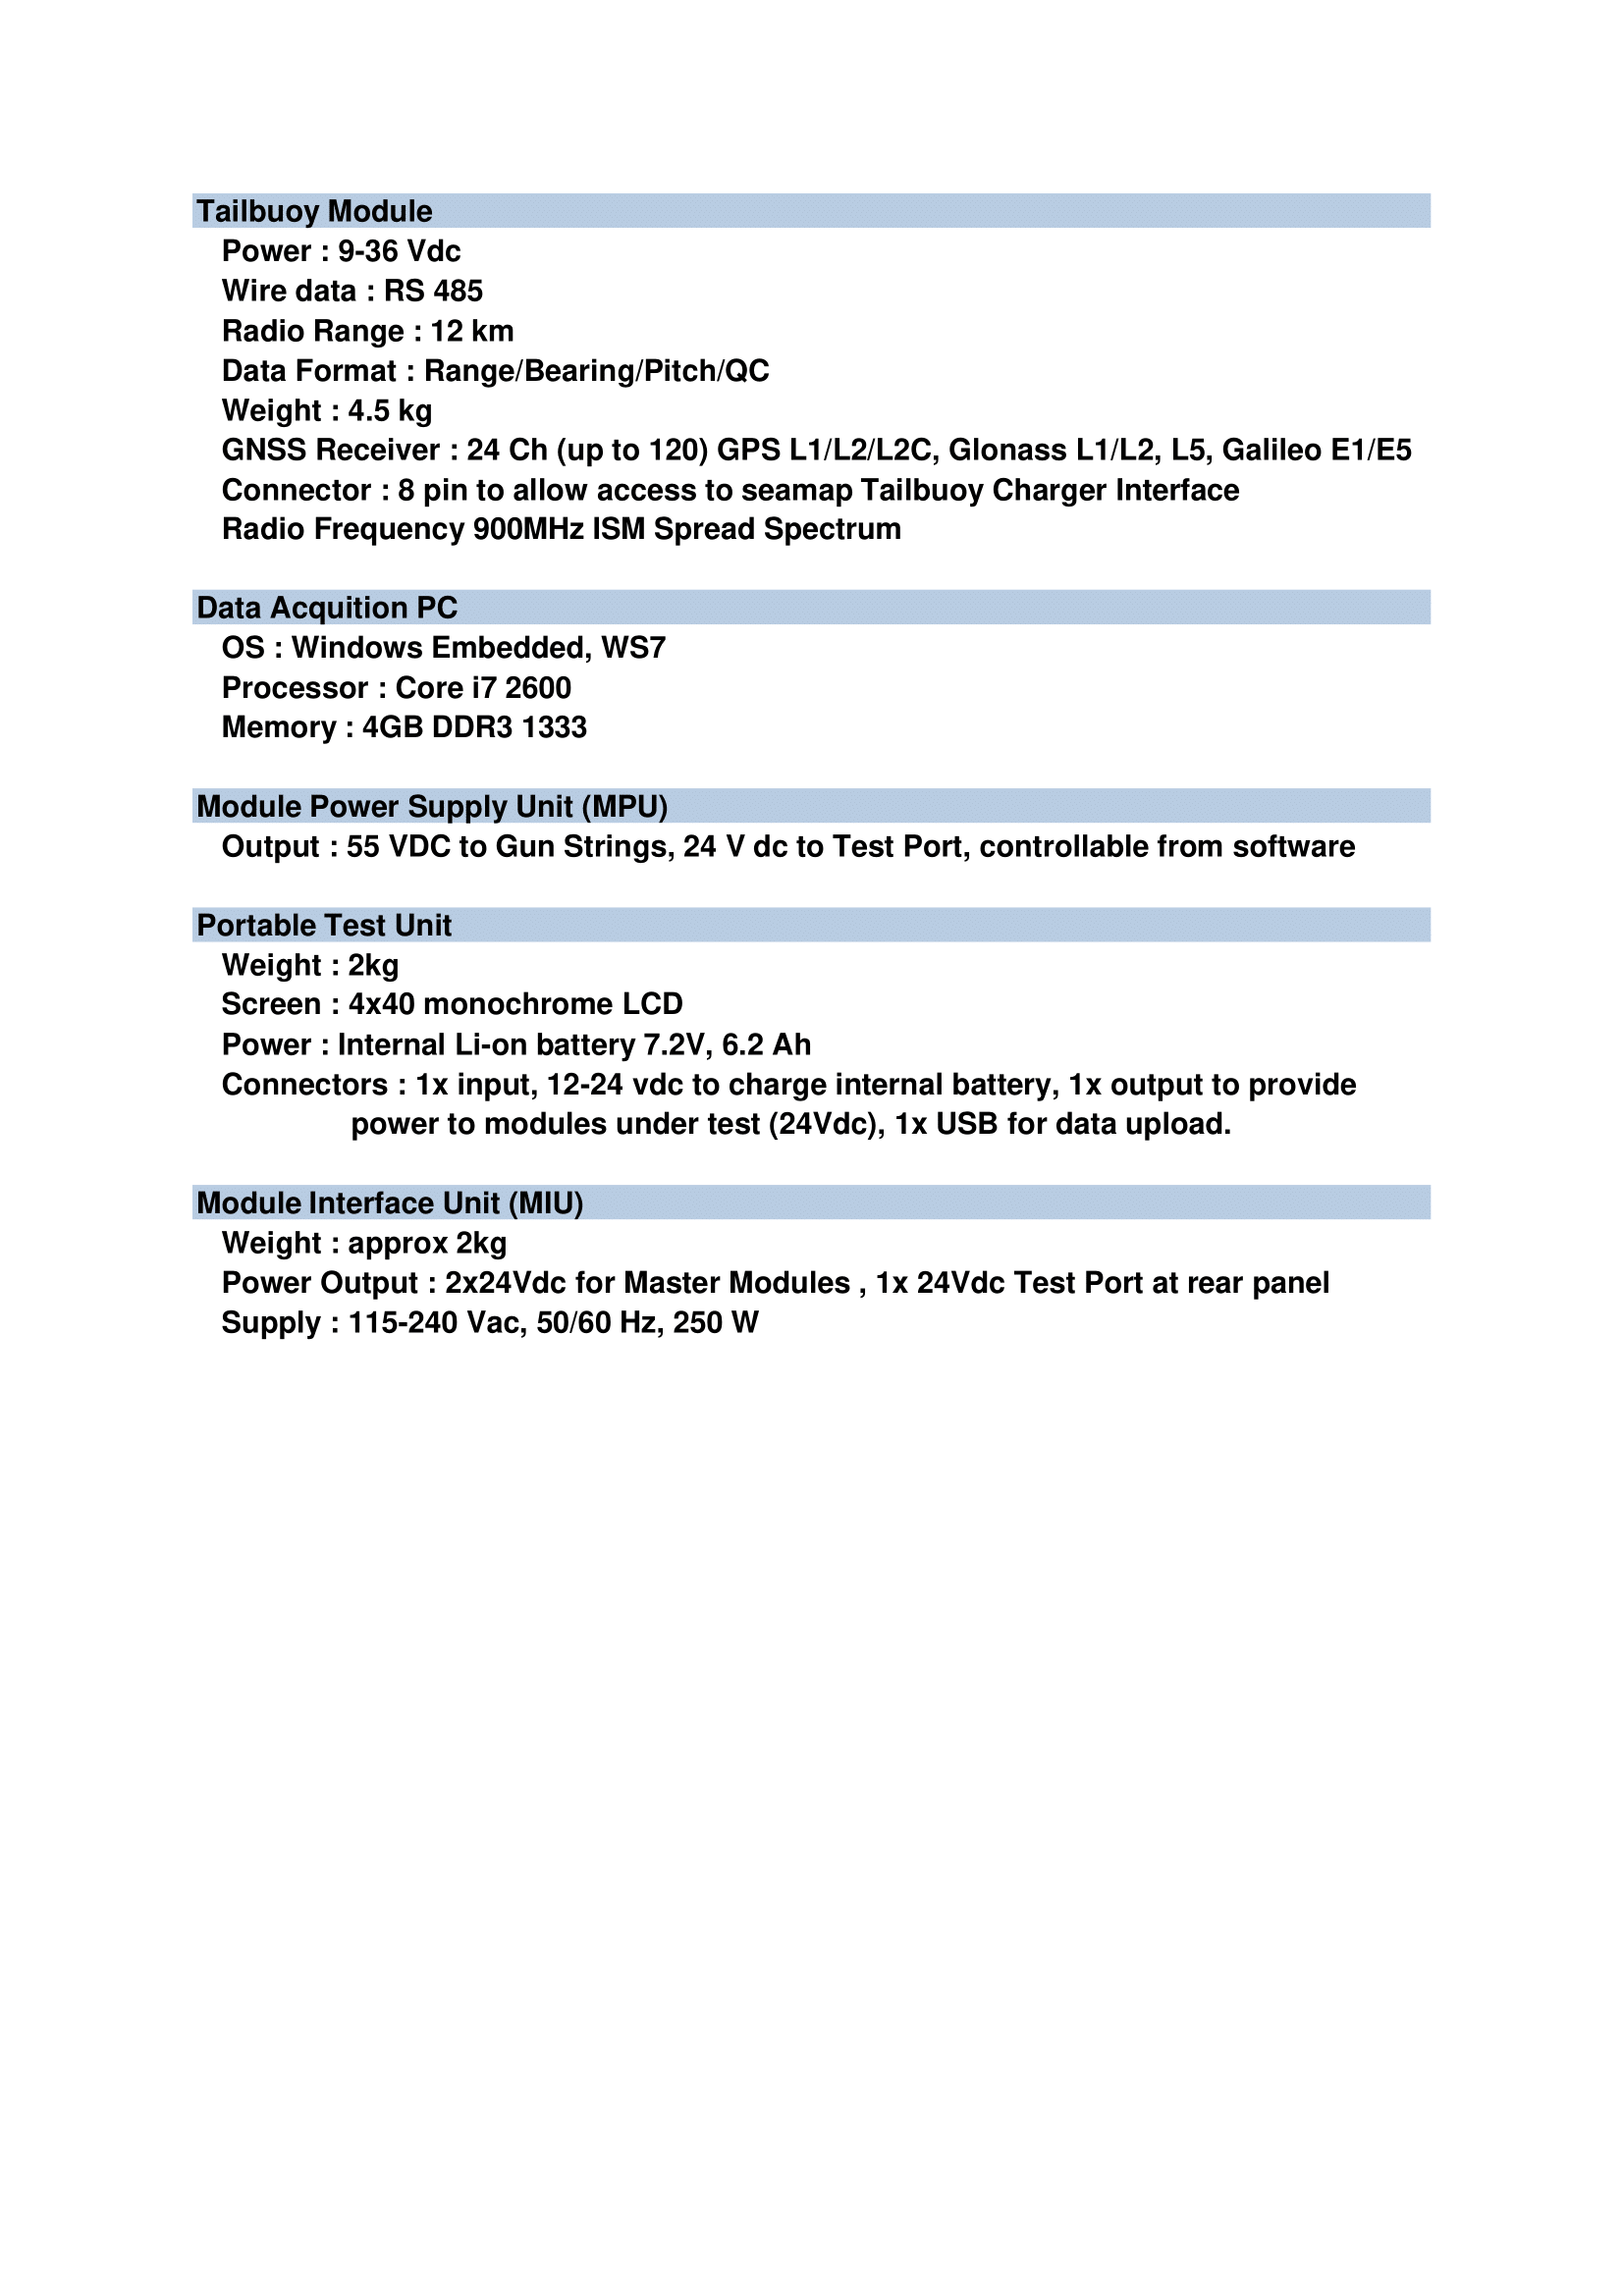 Tailbuoy Module
Power : 9-36 Vdc
Wire data : RS 485
Radio Range : 12 km
Data Format : Range/Bearing/Pitch/QC
Weight : 4.5 kg
GNSS Receiver : 24 Ch (up to 120) GPS L1/L2/L2C, Glonass L1/L2, L5, Galileo E1/E5
Connector : 8 pin to allow access to seamap Tailbuoy Charger Interface
Radio Frequency 900MHz ISM Spread Spectrum
Data Acquition PC
OS : Windows Embedded, WS7
Processor : Core i7 2600
Memory : 4GB DDR3 1333
Module Power Supply Unit (MPU)
Output : 55 VDC to Gun Strings, 24 V dc to Test Port, controllable from software
Portable Test Unit
Weight : 2kg
Screen : 4x40 monochrome LCD
Power : Internal Li-on battery 7.2V, 6.2 Ah
Connectors : 1x input, 12-24 vdc to charge internal battery, 1x output to provide
power to modules under test (24Vdc), 1x USB for data upload.
Module Interface Unit (MIU)
Weight : approx 2kg
Power Output : 2x24Vdc for Master Modules , 1x 24Vdc Test Port at rear panel
Supply : 115-240 Vac, 50/60 Hz, 250 W